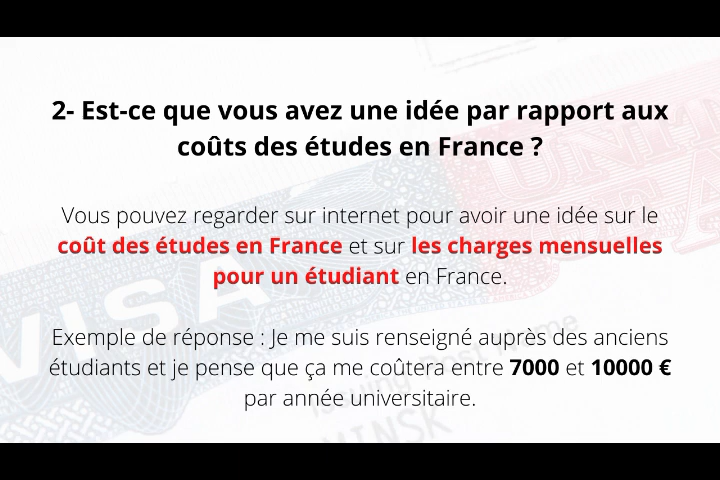 2- Est-ce que vous avez une idée par rapport aux
coûts des études en France ?
Vous pouvez regarder sur internet pour avoir une idée sur le
coût des études en France et sur les charges mensuelles
pour un étudiant en France.
Exemple de réponse : Je me suis renseigné auprès des anciens
étudiants et je pense que ça me coûtera entre 7000 et 10000 €
par année universitaire.
VISA
MINSK